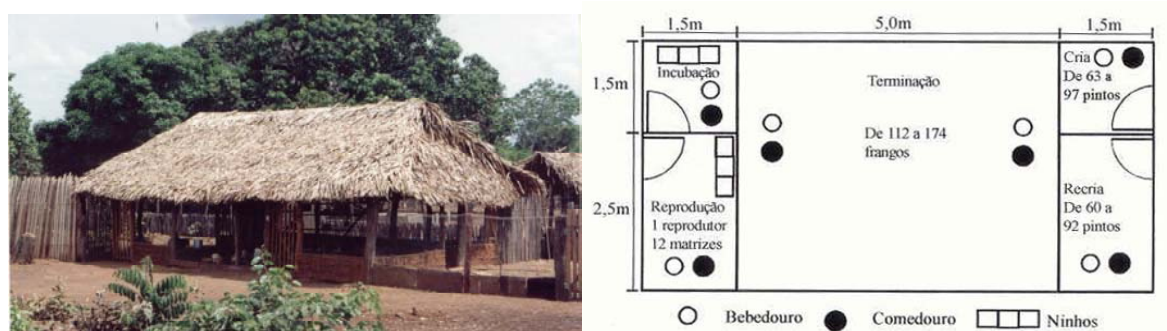 1,5m 5,0m 1,5m
1,5m
2,5m
Incubação
Reprodução
1 reprodutor
12 matrizes
Terminação
De 112 a 174
frangos
Cria
De 63 a
97 pintos
Recria
De 60 a
92 pintos
Bebedouro Comedouro Ninhos